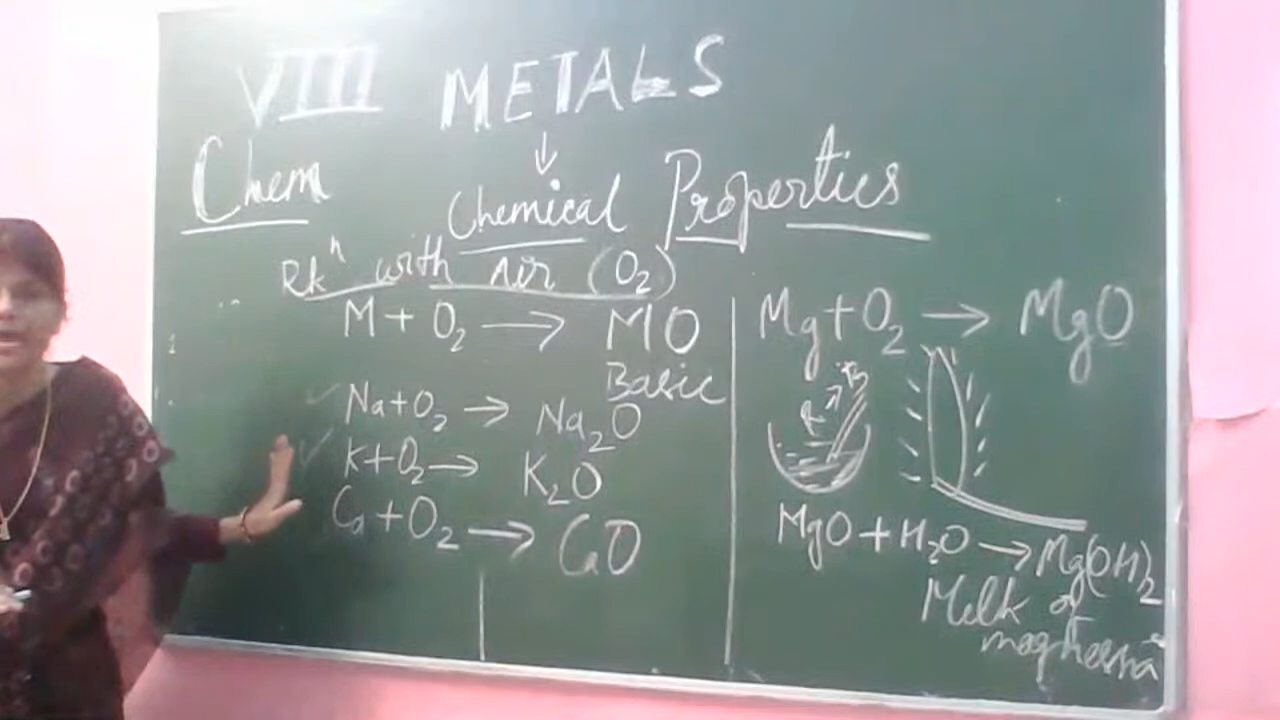 VIII METALS
Chem
↓
Chemical Properties
Rkⁿ with Air (O₂)
M + O₂ → MO
Basic
Na + O₂ → Na₂O
K + O₂ → K₂O
Ca + O₂ → CaO
Mg + O₂ → MgO
R → B
MgO + H₂O → Mg(OH)₂
Milk of
magnesia